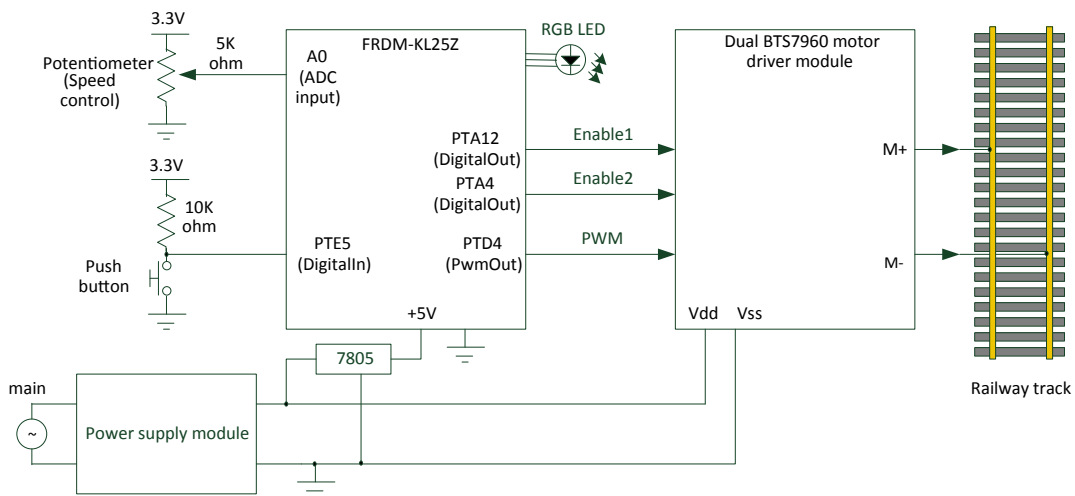 3.3V
5K
ohm
Potentiometer
(Speed
control)
3.3V
10K
ohm
Push
button
FRDM-KL25Z
A0
(ADC
input)
PTA12
(DigitalOut)
PTA4
(DigitalOut)
PTE5
(DigitalIn)
PTD4
(PwmOut)
+5V
RGB LED
Enable1
Enable2
PWM
Dual BTS7960 motor
driver module
M+
M-
Vdd
Vss
7805
main
~
Power supply module
Railway track